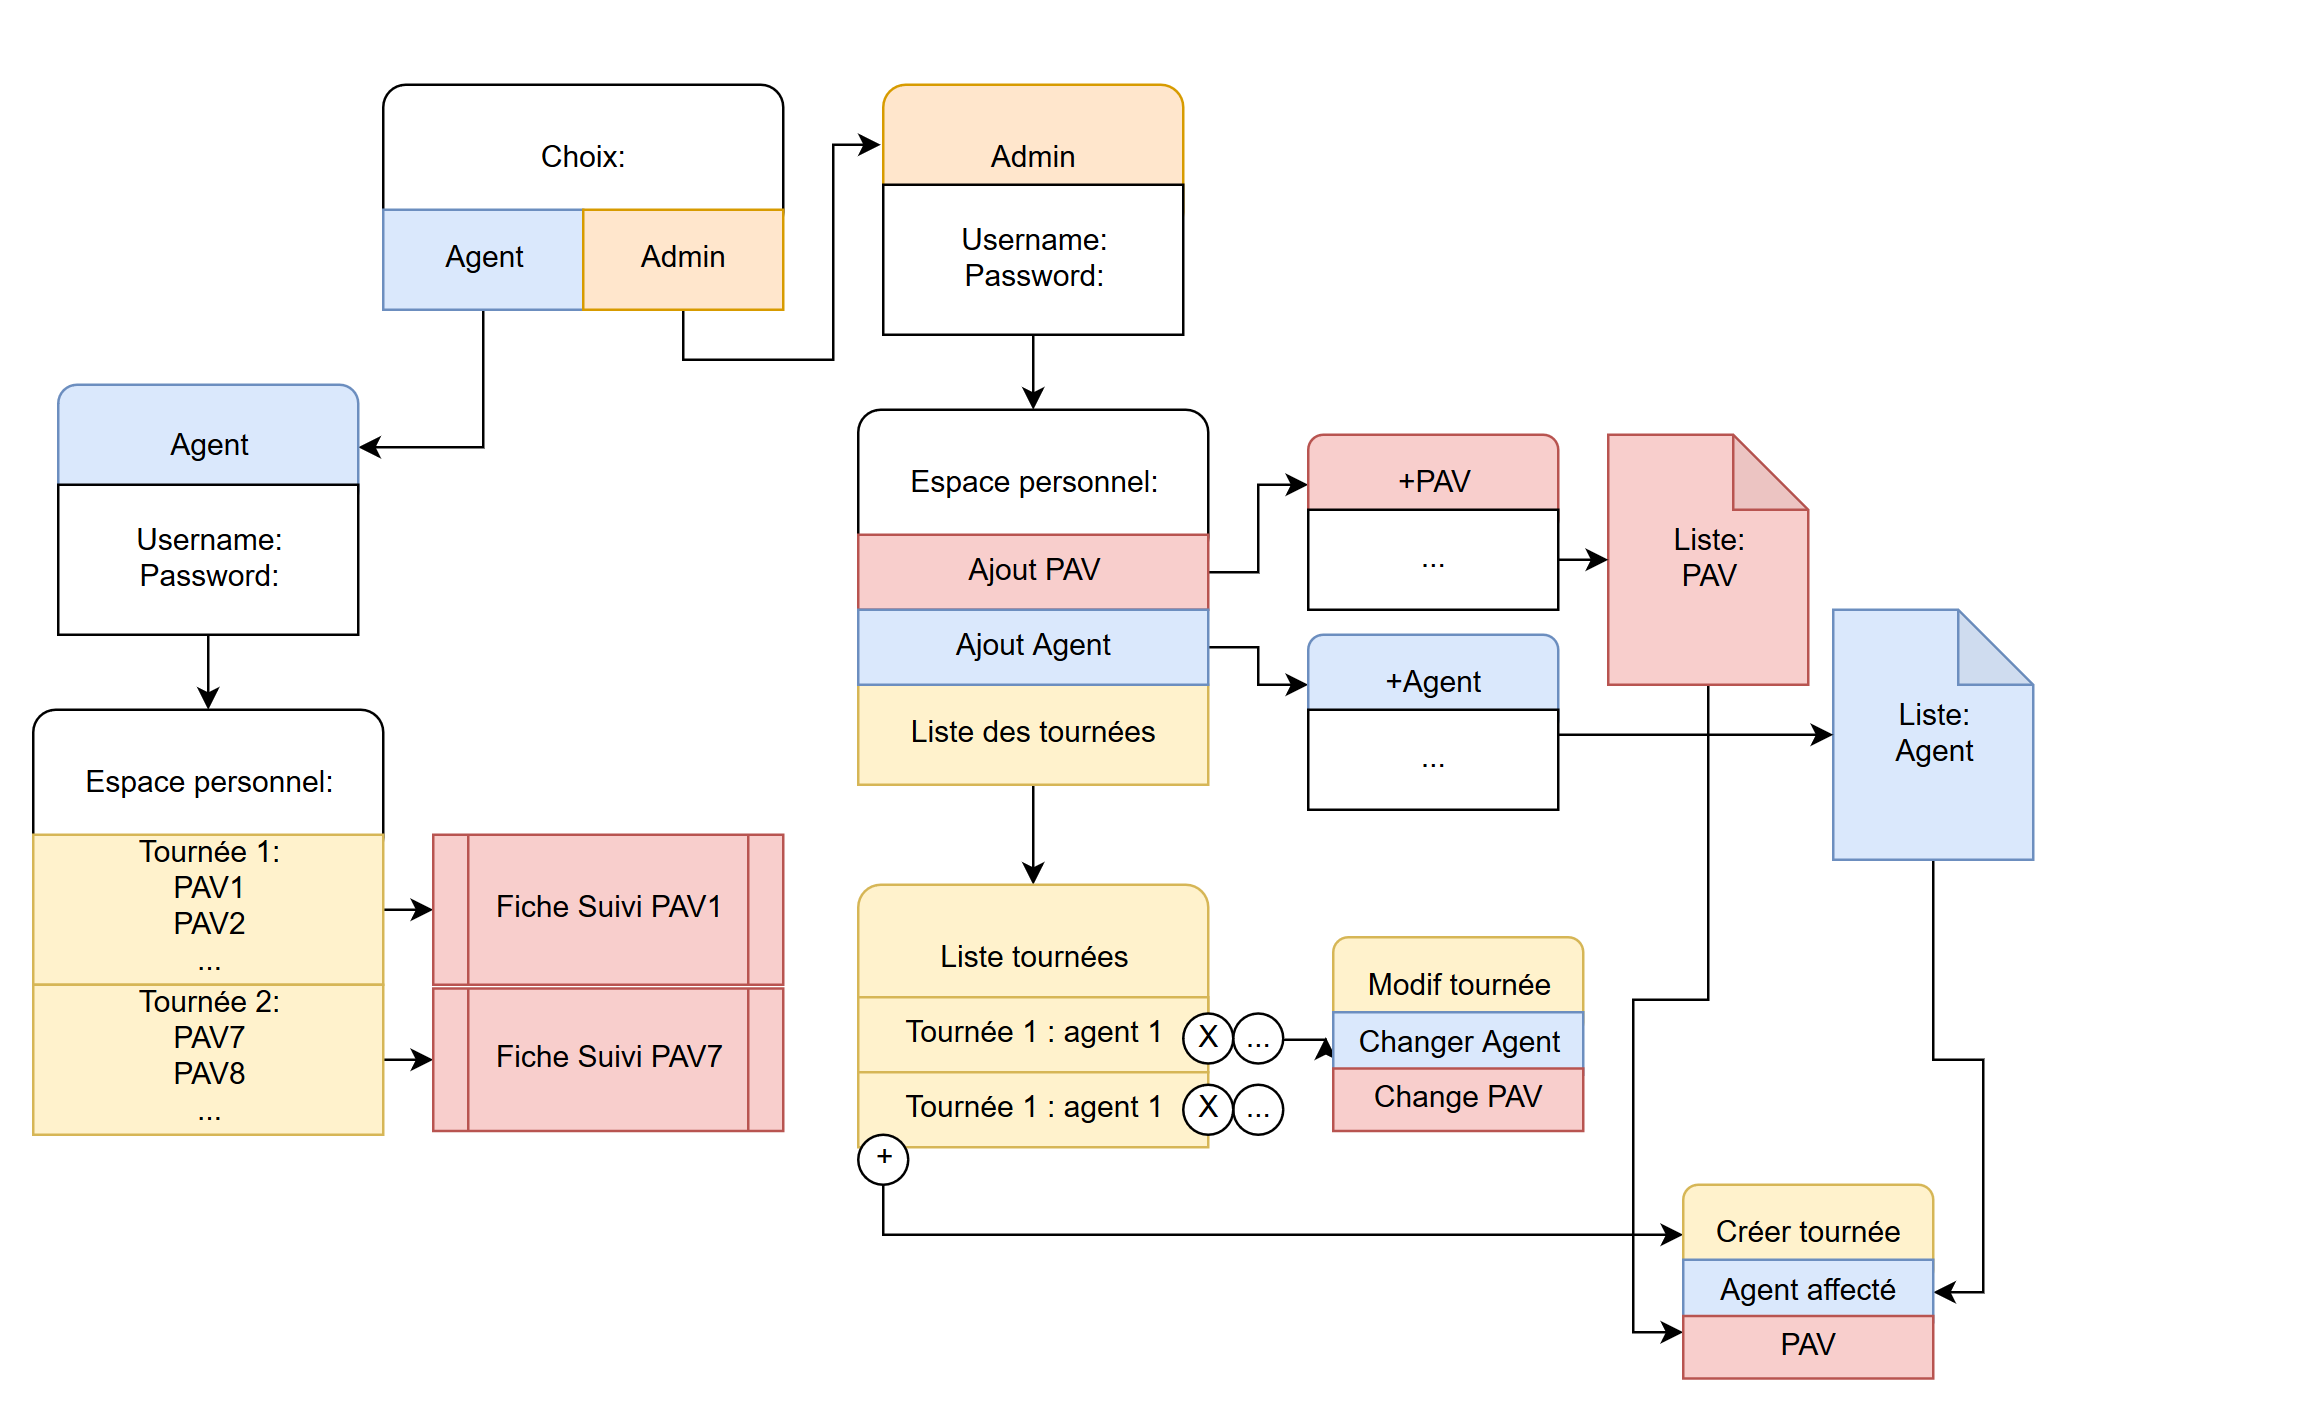 Choix:
Agent
Admin
Admin
Username:
Password:
Agent
Username:
Password:
Espace personnel:
Tournée 1:
PAV1
PAV2
...
Tournée 2:
PAV7
PAV8
...
Fiche Suivi PAV1
Fiche Suivi PAV7
Espace personnel:
Ajout PAV
Ajout Agent
Liste des tournées
+PAV
...
+Agent
...
Liste:
PAV
Liste:
Agent
Liste tournées
Tournée 1 : agent 1
X
...
Tournée 1 : agent 1
X
...
+
Modif tournée
Changer Agent
Change PAV
Créer tournée
Agent affecté
PAV